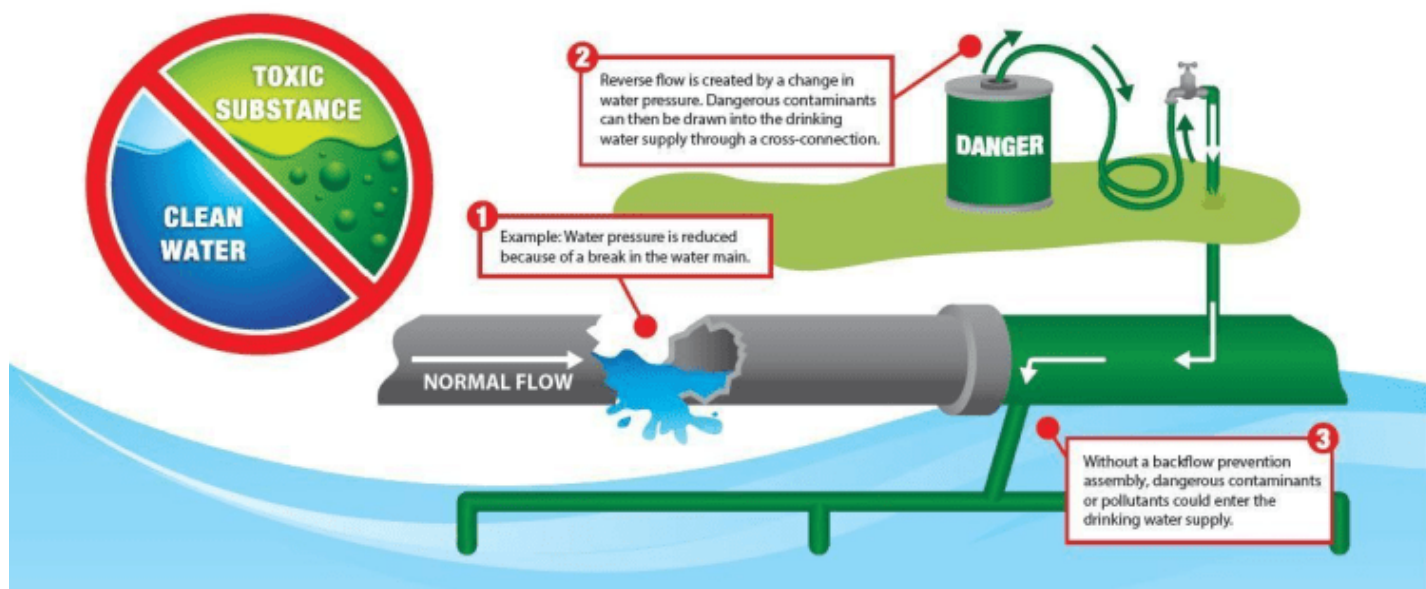 TOXIC
SUBSTANCE
CLEAN
WATER
1
Example: Water pressure is reduced
because of a break in the water main.
2
Reverse flow is created by a change in
water pressure. Dangerous contaminants
can then be drawn into the drinking
water supply through a cross-connection.
DANGER
NORMAL FLOW
3
Without a backflow prevention
assembly, dangerous contaminants
or pollutants could enter the
drinking water supply.